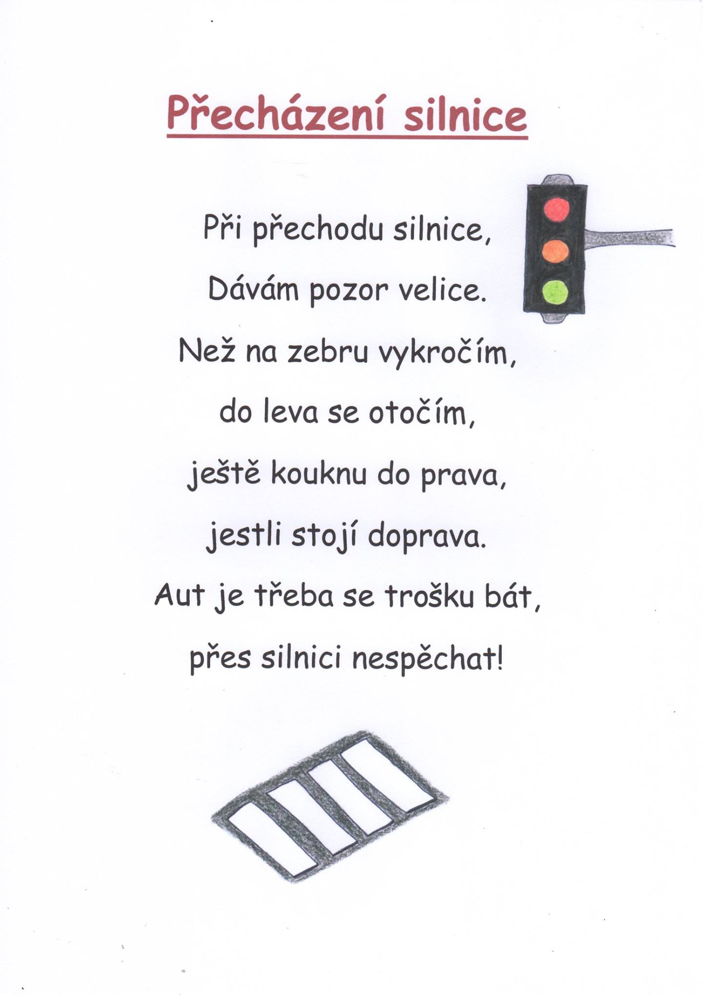 Přecházení silnice
Při přechodu silnice,
Dávám pozor velice.
Než na zebru vykročím,
do leva se otočím,
ještě kouknu do prava,
jestli stojí doprava.
Aut je třeba se trošku bát,
přes silnici nespěchat!